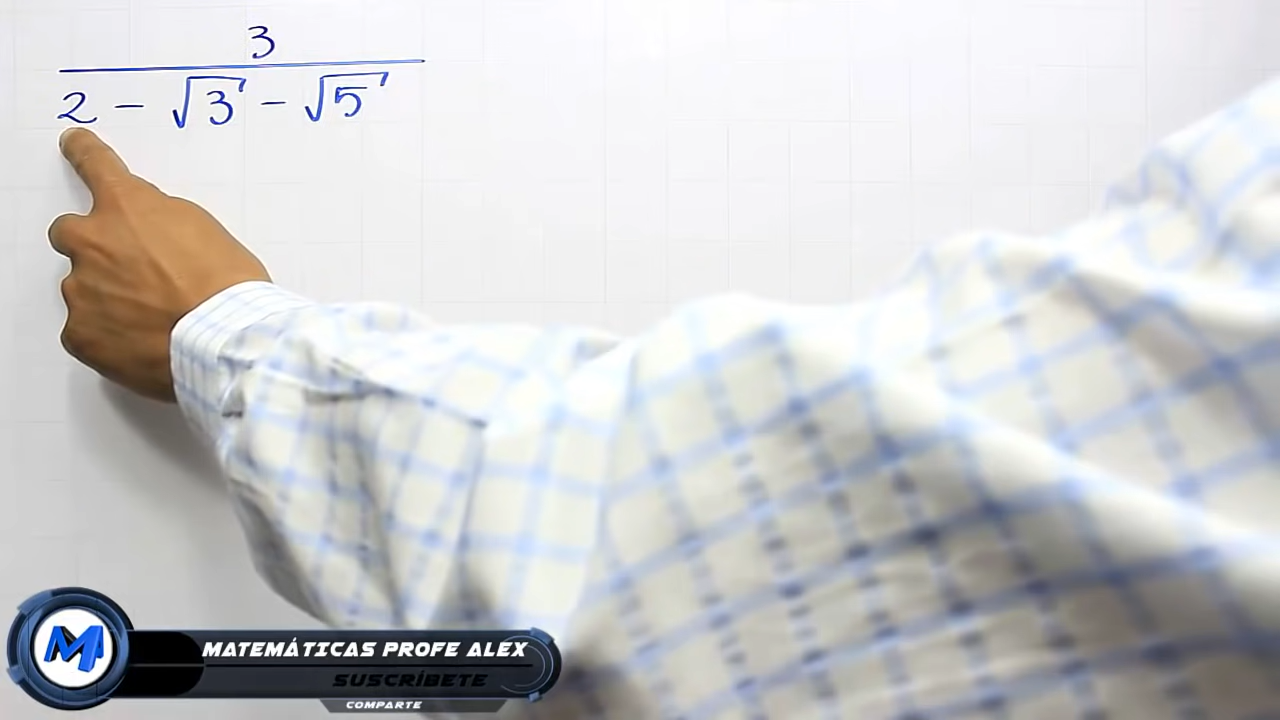 3
2 - √3 - √5
MATEMÁTICAS PROFE ALEX
SUSCRÍBETE
COMPARTE